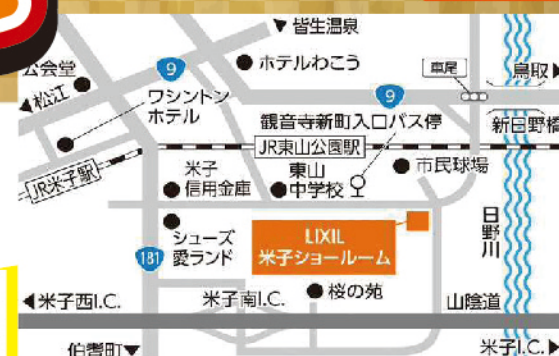 ▼皆生温泉
公会堂
9
ホテルわこう
車尾
鳥取▶
◀松江
ワシントン
ホテル
9
観音寺新町入口バス停
新日野橋
JR東山公園駅
JR米子駅
米子
信用金庫
東山
中学校
市民球場
シューズ
愛ランド
LIXIL
米子ショールーム
日野川
181
◀米子西I.C.
米子南I.C.
桜の苑
山陰道
伯耆町▼
米子I.C.▶